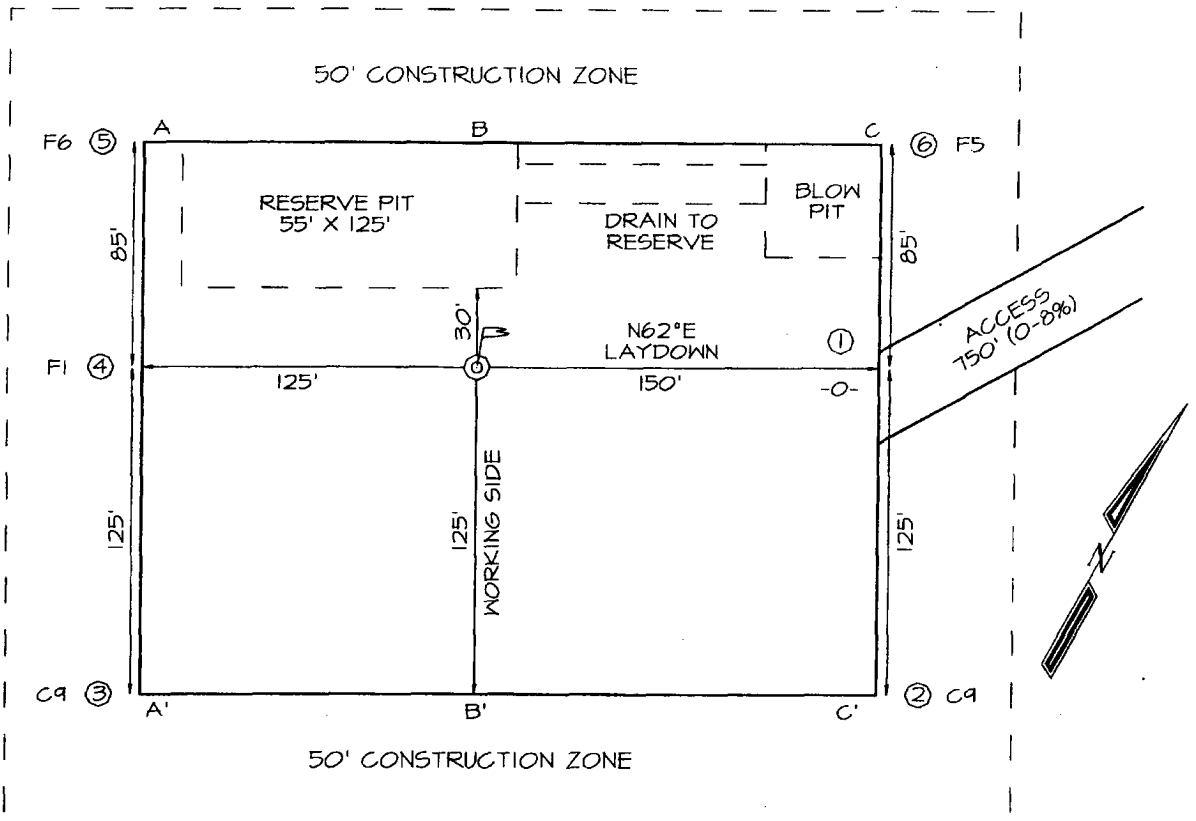 50' CONSTRUCTION ZONE
A
B
C
F6 ⑤
⑥ F5
RESERVE PIT
55' X 125'
BLOW
PIT
DRAIN TO
RESERVE
85'
85'
ACCESS
750' (0-8%)
30'
N62°E
LAYDOWN
①
F1 ④
125'
150'
-0-
125'
125'
WORKING SIDE
125'
N
C9 ③
② C9
A'
B'
C'
50' CONSTRUCTION ZONE